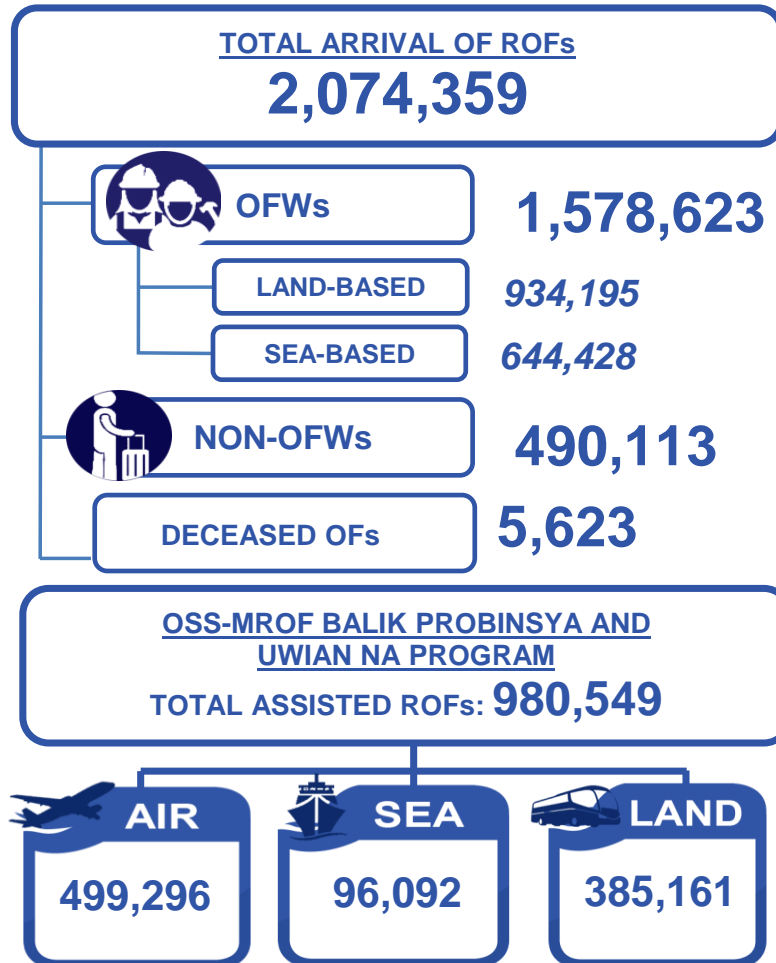 TOTAL ARRIVAL OF ROFs
2,074,359
OFWs 1,578,623
LAND-BASED 934,195
SEA-BASED 644,428
NON-OFWs 490,113
DECEASED OFs 5,623
OSS-MROF BALIK PROBINSYA AND
UWIAN NA PROGRAM
TOTAL ASSISTED ROFs: 980,549
AIR
499,296
SEA
96,092
LAND
385,161